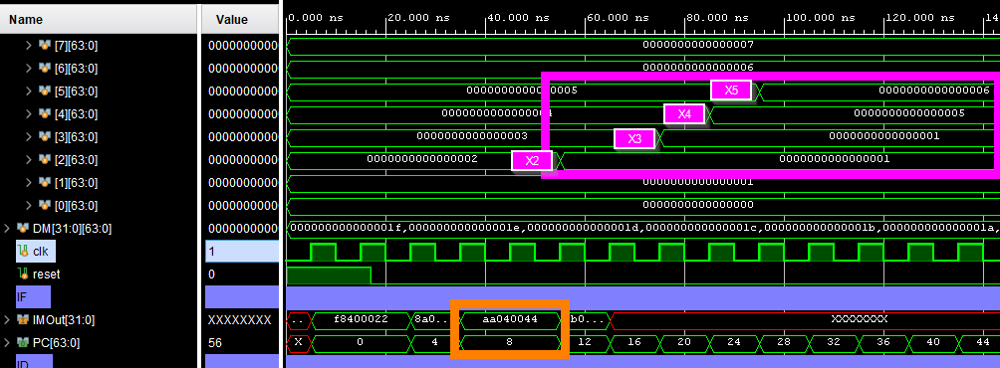 Name Value 0.000 ns 20.000 ns 40.000 ns 60.000 ns 80.000 ns 100.000 ns 120.000 ns 14
[7][63:0] 0000000000 0000000000000007
[6][63:0] 0000000000 0000000000000006
[5][63:0] 0000000000 0000000000000005 X5 0000000000000006
[4][63:0] 0000000000 0000000000000004 X4 0000000000000005
[3][63:0] 0000000000 0000000000000003 X3 0000000000000001
[2][63:0] 0000000000 0000000000000002 X2 0000000000000001
[1][63:0] 0000000000 0000000000000001
[0][63:0] 0000000000 0000000000000000
DM[31:0][63:0] 0000000000 000000000000001f,000000000000001e,000000000000001d,000000000000001c,000000000000001b,000000000000001a,
clk 1
reset 0
IF
IMOut[31:0] XXXXXXXX ... f8400022 8a0... aa040044 b0... XXXXXXXX
PC[63:0] 56 X 0 4 8 12 16 20 24 28 32 36 40 44
ID